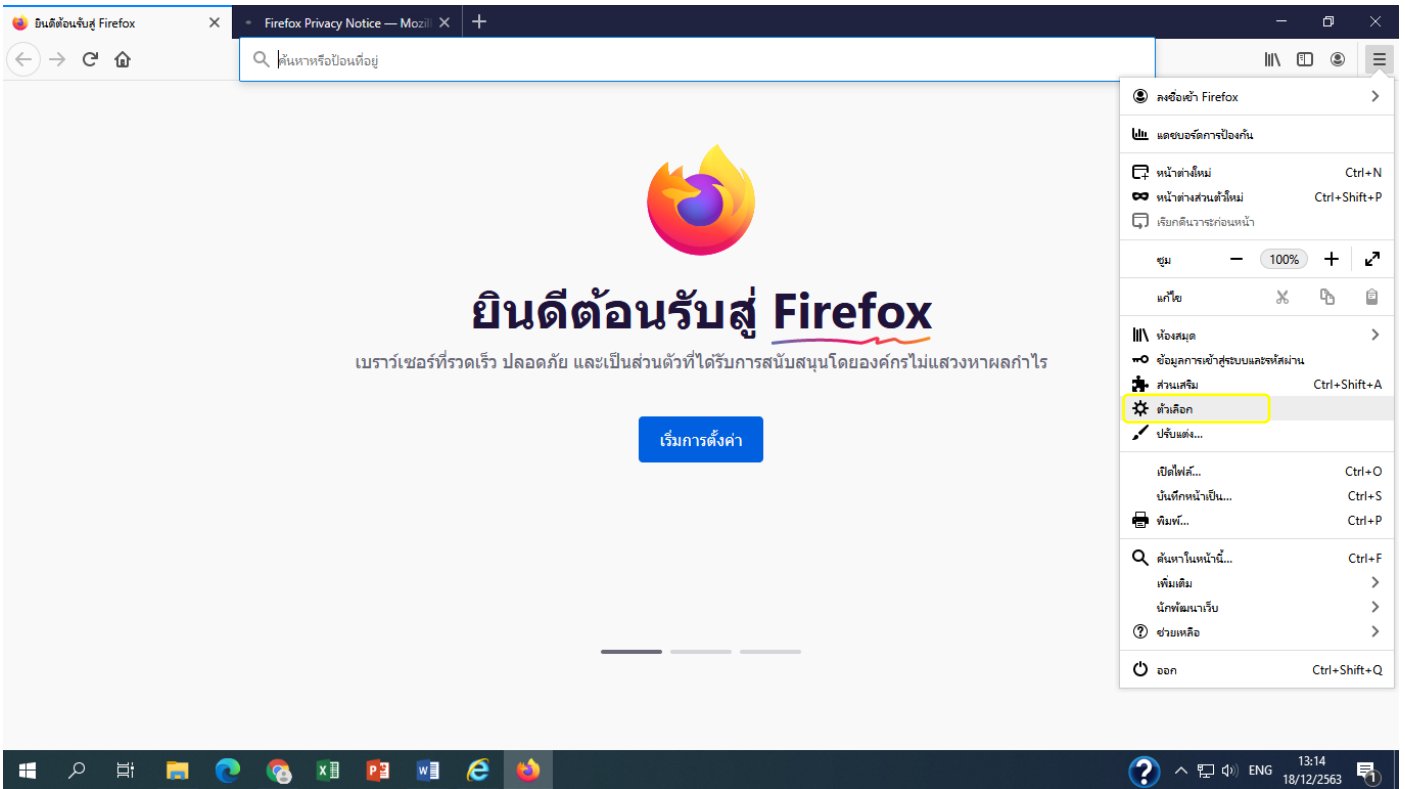 ยินดีต้อนรับสู่ Firefox
Firefox Privacy Notice — Mozill
ค้นหาหรือป้อนที่อยู่
ลงชื่อเข้า Firefox
แดชบอร์ดการป้องกัน
หน้าต่างใหม่ Ctrl+N
หน้าต่างส่วนตัวใหม่ Ctrl+Shift+P
เรียกคืนวาระก่อนหน้า
ซูม 100%
แก้ไข
ห้องสมุด
ข้อมูลการเข้าสู่ระบบและรหัสผ่าน
ส่วนเสริม Ctrl+Shift+A
ตัวเลือก
ปรับแต่ง...
เปิดไฟล์... Ctrl+O
บันทึกหน้าเป็น... Ctrl+S
พิมพ์... Ctrl+P
ค้นหาในหน้านี้... Ctrl+F
เพิ่มเติม
นักพัฒนาเว็บ
ช่วยเหลือ
ออก Ctrl+Shift+Q
ยินดีต้อนรับสู่ Firefox
เบราว์เซอร์ที่รวดเร็ว ปลอดภัย และเป็นส่วนตัวที่ได้รับการสนับสนุนโดยองค์กรไม่แสวงหาผลกำไร
เริ่มการตั้งค่า
ENG
13:14
18/12/2563